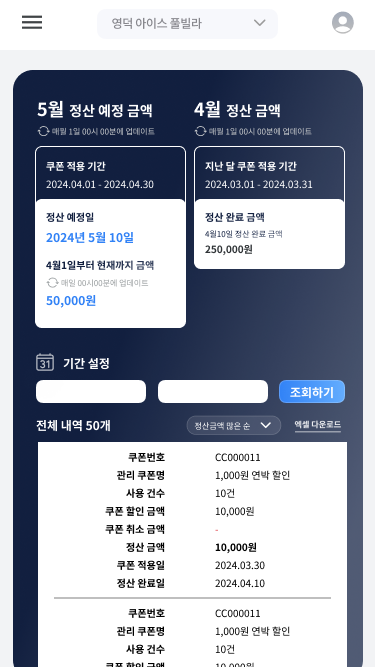 영덕 아이스 풀빌라
5월 정산 예정 금액
매월 1일 00시 00분에 업데이트
쿠폰 적용 기간
2024.04.01 - 2024.04.30
정산 예정일
2024년 5월 10일
4월1일부터 현재까지 금액
매일 00시00분에 업데이트
50,000원
4월 정산 금액
매월 1일 00시 00분에 업데이트
지난 달 쿠폰 적용 기간
2024.03.01 - 2024.03.31
정산 완료 금액
4월10일 정산 완료 금액
250,000원
31
기간 설정
조회하기
전체 내역 50개
정산금액 많은 순
엑셀 다운로드
쿠폰번호 CC000011
관리 쿠폰명 1,000원 연박 할인
사용 건수 10건
쿠폰 할인 금액 10,000원
쿠폰 취소 금액 -
정산 금액 10,000원
쿠폰 적용일 2024.03.30
정산 완료일 2024.04.10
쿠폰번호 CC000011
관리 쿠폰명 1,000원 연박 할인
사용 건수 10건
쿠폰 할인 금액 10,000원